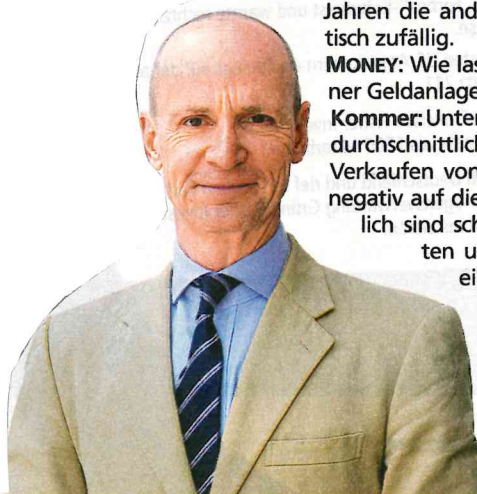 Jahren die and
tisch zufällig.
MONEY: Wie las
ner Geldanlage
Kommer: Unter
durchschnittlich
Verkaufen von
negativ auf die
lich sind sch
ten u
ei